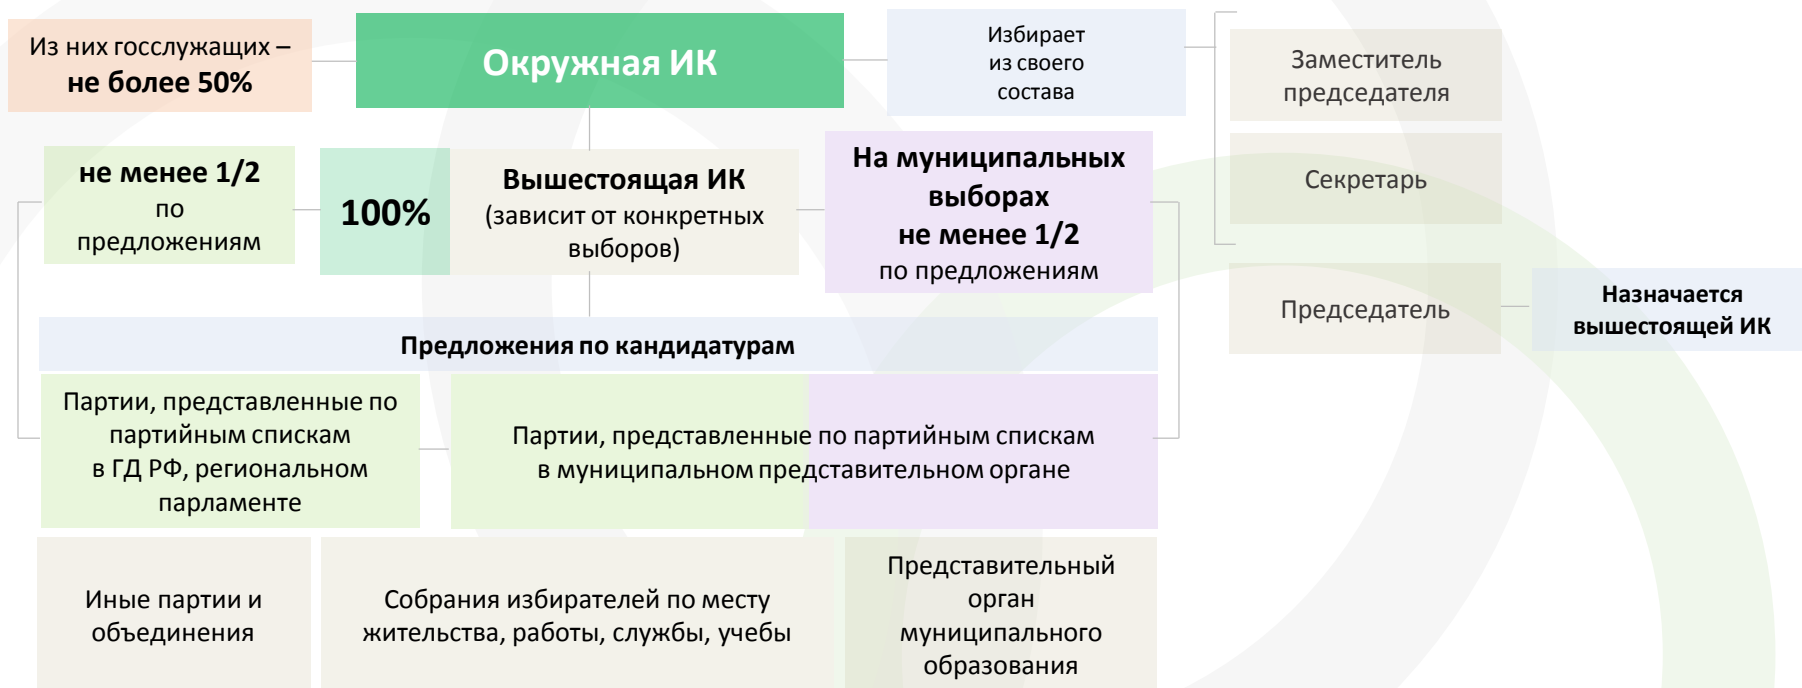 Из них госслужащих –
не более 50%
Окружная ИК
Избирает
из своего
состава
Заместитель
председателя
Секретарь
Председатель
Назначается
вышестоящей ИК
не менее 1/2
по
предложениям
100%
Вышестоящая ИК
(зависит от конкретных
выборов)
На муниципальных
выборах
не менее 1/2
по предложениям
Предложения по кандидатурам
Партии, представленные по
партийным спискам
в ГД РФ, региональном
парламенте
Партии, представленные по партийным спискам
в муниципальном представительном органе
Иные партии и
объединения
Собрания избирателей по месту
жительства, работы, службы, учебы
Представительный
орган
муниципального
образования